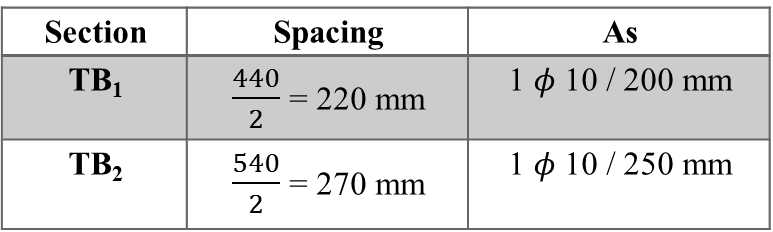 Section Spacing As
TB₁ 440/2 = 220 mm 1 ϕ 10 / 200 mm
TB₂ 540/2 = 270 mm 1 ϕ 10 / 250 mm